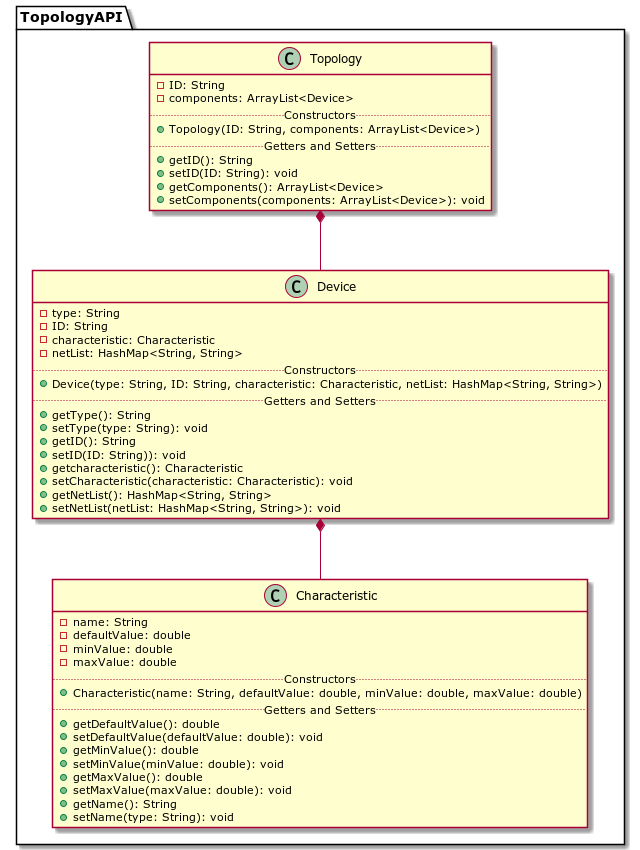 TopologyAPI
C Topology
ID: String
components: ArrayList<Device>
Constructors
Topology(ID: String, components: ArrayList<Device>)
Getters and Setters
getID(): String
setID(ID: String): void
getComponents(): ArrayList<Device>
setComponents(components: ArrayList<Device>): void
C Device
type: String
ID: String
characteristic: Characteristic
netList: HashMap<String, String>
Constructors
Device(type: String, ID: String, characteristic: Characteristic, netList: HashMap<String, String>)
Getters and Setters
getType(): String
setType(type: String): void
getID(): String
setID(ID: String)): void
getcharacteristic(): Characteristic
setCharacteristic(characteristic: Characteristic): void
getNetList(): HashMap<String, String>
setNetList(netList: HashMap<String, String>): void
C Characteristic
name: String
defaultValue: double
minValue: double
maxValue: double
Constructors
Characteristic(name: String, defaultValue: double, minValue: double, maxValue: double)
Getters and Setters
getDefaultValue(): double
setDefaultValue(defaultValue: double): void
getMinValue(): double
setMinValue(minValue: double): void
getMaxValue(): double
setMaxValue(maxValue: double): void
getName(): String
setName(type: String): void